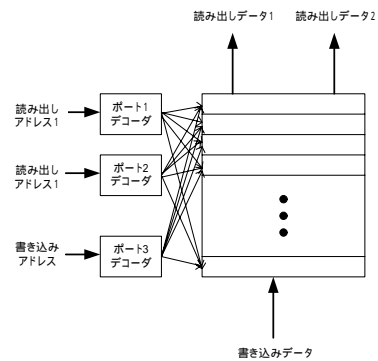 読み出しデータ1
読み出しデータ2
読み出し
アドレス1
ポート1
デコーダ
読み出し
アドレス1
ポート2
デコーダ
書き込み
アドレス
ポート3
デコーダ
書き込みデータ